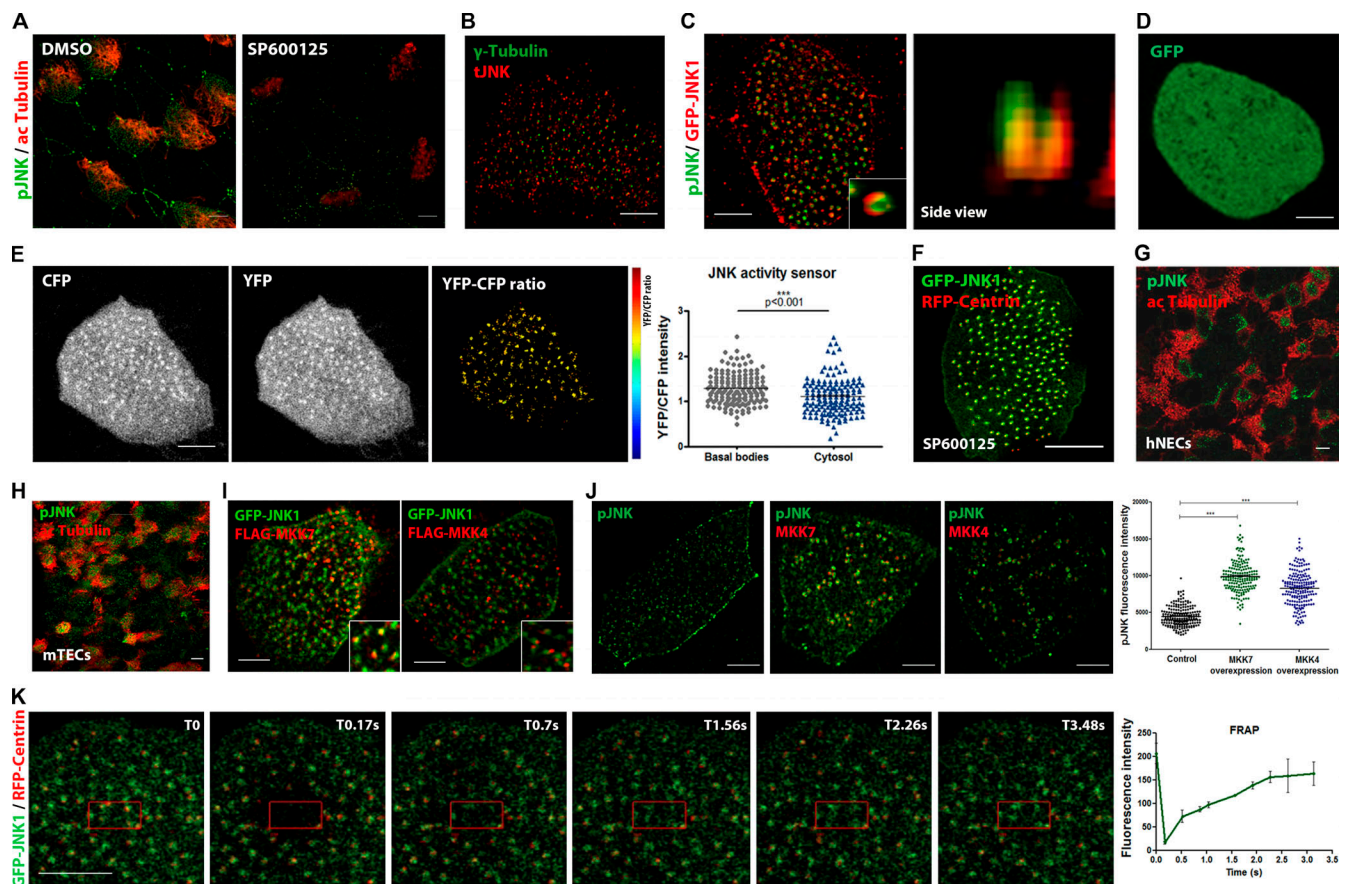 A
DMSO
SP600125
pJNK / ac Tubulin
B
γ-Tubulin
tJNK
C
pJNK/ GFP-JNK1
Side view
D
GFP
E
CFP
YFP
YFP-CFP ratio
YFP/CFP ratio
JNK activity sensor
***
p<0.001
YFP/CFP intensity
3
2
1
0
Basal bodies
Cytosol
F
GFP-JNK1
RFP-Centrin
SP600125
G
pJNK
ac Tubulin
hNECs
H
pJNK
Tubulin
mTECs
I
GFP-JNK1
FLAG-MKK7
GFP-JNK1
FLAG-MKK4
J
pJNK
pJNK
MKK7
pJNK
MKK4
***
***
pJNK fluorescence intensity
20000
15000
10000
5000
0
Control
MKK7
overexpression
MKK4
overexpression
K
GFP-JNK1 / RFP-Centrin
T0
T0.17s
T0.7s
T1.56s
T2.26s
T3.48s
FRAP
Fluorescence intensity
250
200
150
100
50
0
0.0
0.5
1.0
1.5
2.0
2.5
3.0
3.5
Time (s)